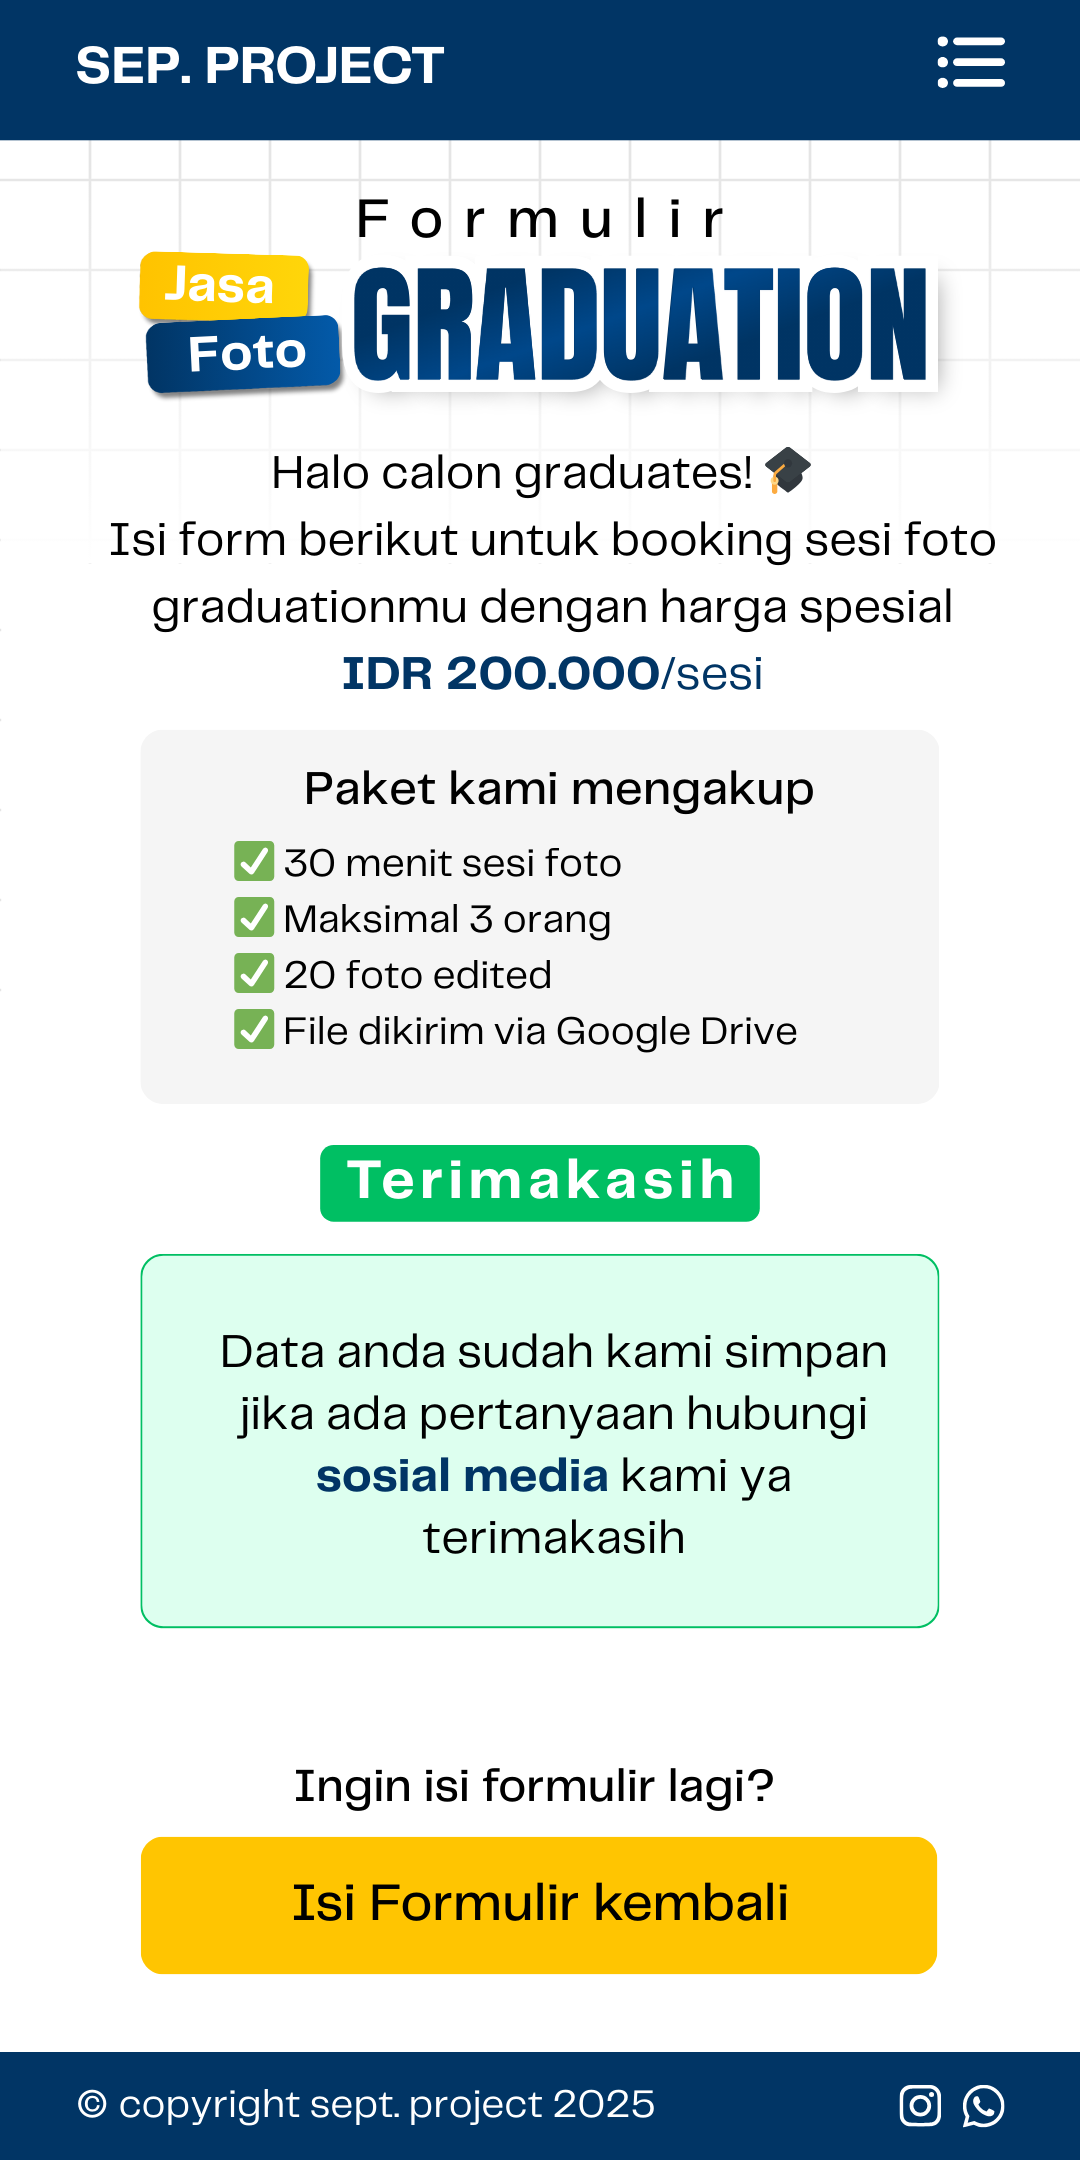 SEP. PROJECT
Formulir
Jasa
Foto
GRADUATION
Halo calon graduates! 🎓
Isi form berikut untuk booking sesi foto
graduationmu dengan harga spesial
IDR 200.000/sesi
Paket kami mengakup
✅ 30 menit sesi foto
✅ Maksimal 3 orang
✅ 20 foto edited
✅ File dikirim via Google Drive
Terimakasih
Data anda sudah kami simpan
jika ada pertanyaan hubungi
sosial media kami ya
terimakasih
Ingin isi formulir lagi?
Isi Formulir kembali
© copyright sept. project 2025